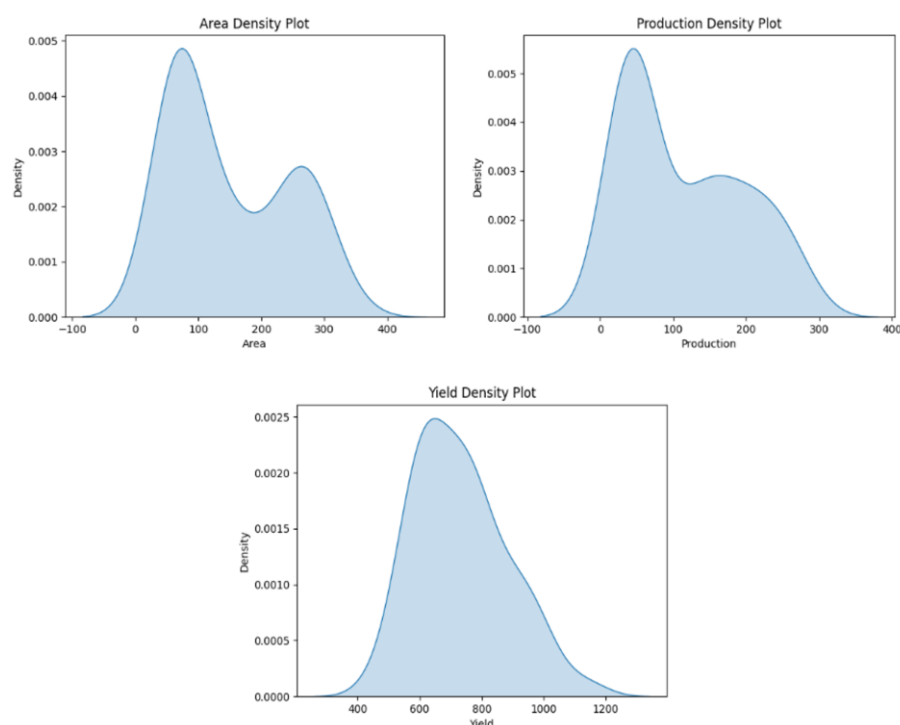 Area Density Plot
0.005
0.004
0.003
0.002
0.001
0.000
Density
−100 0 100 200 300 400
Area
Production Density Plot
0.005
0.004
0.003
0.002
0.001
0.000
Density
−100 0 100 200 300 400
Production
Yield Density Plot
0.0025
0.0020
0.0015
0.0010
0.0005
0.0000
Density
400 600 800 1000 1200
Yield